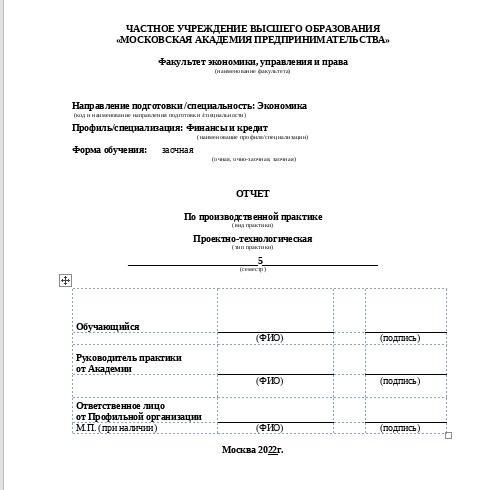 ЧАСТНОЕ УЧРЕЖДЕНИЕ ВЫСШЕГО ОБРАЗОВАНИЯ
«МОСКОВСКАЯ АКАДЕМИЯ ПРЕДПРИНИМАТЕЛЬСТВА»
Факультет экономики, управления и права
(наименование факультета)
Направление подготовки /специальность: Экономика
(код и наименование направления подготовки /специальности)
Профиль/специализация: Финансы и кредит
(наименование профиля/специализации)
Форма обучения: заочная
(очная, очно-заочная, заочная)
ОТЧЕТ
По производственной практике
(вид практики)
Проектно-технологическая
(тип практики)
5
(семестр)
Обучающийся
(ФИО) (подпись)
Руководитель практики
от Академии
(ФИО) (подпись)
Ответственное лицо
от Профильной организации
М.П. (при наличии) (ФИО) (подпись)
Москва 2022г.